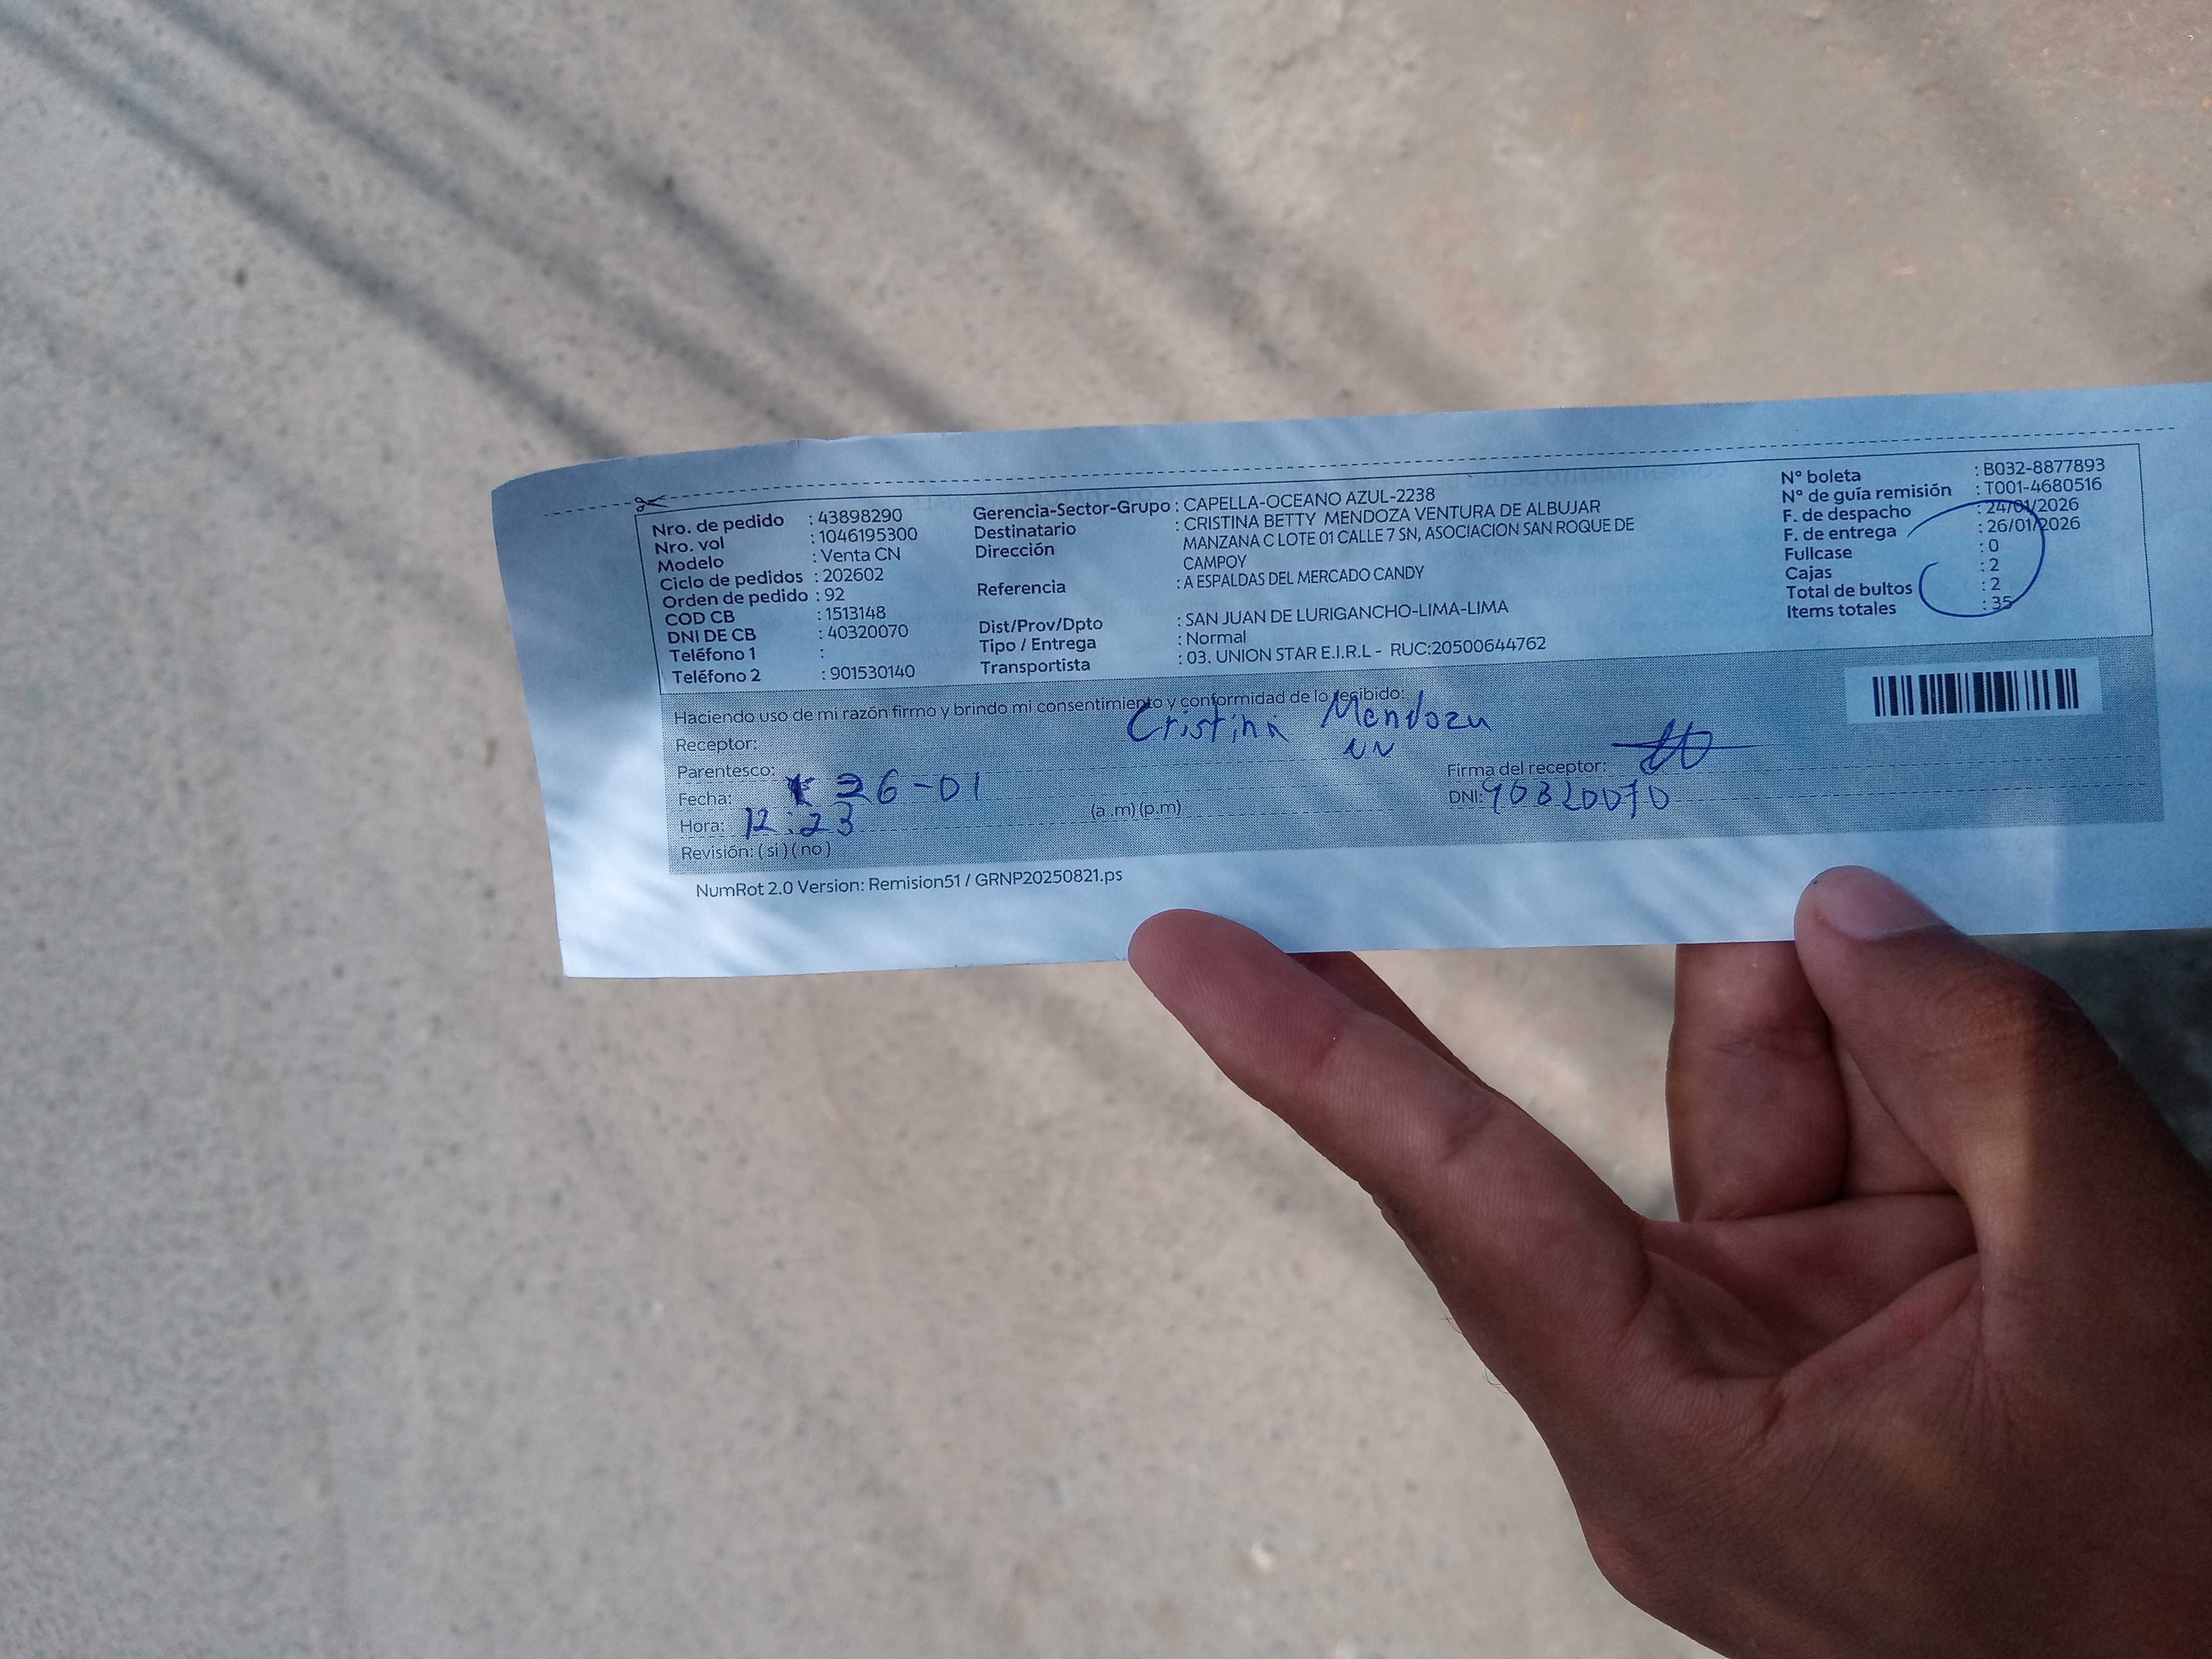 Nro. de pedido : 43898290
Nro. vol : 1046195300
Modelo : Venta CN
Ciclo de pedidos : 202602
Orden de pedido : 92
COD CB : 1513148
DNI DE CB : 40320070
Teléfono 1 :
Teléfono 2 : 901530140
Gerencia-Sector-Grupo : CAPELLA-OCEANO AZUL-2238
Destinatario : CRISTINA BETTY MENDOZA VENTURA DE ALBUJAR
Dirección MANZANA C LOTE 01 CALLE 7 SN, ASOCIACION SAN ROQUE DE
CAMPOY
Referencia : A ESPALDAS DEL MERCADO CANDY
Dist/Prov/Dpto : SAN JUAN DE LURIGANCHO-LIMA-LIMA
Tipo / Entrega : Normal
Transportista : 03. UNION STAR E.I.R.L - RUC:20500644762
N° boleta : B032-8877893
N° de guía remisión : T001-4680516
F. de despacho : 24/01/2026
F. de entrega : 26/01/2026
Fullcase : 0
Cajas : 2
Total de bultos : 2
Items totales : 35
Haciendo uso de mi razón firmo y brindo mi consentimiento y conformidad de lo recibido:
Receptor: Cristina Mendoza
Parentesco:
Fecha: 26-01
Hora: 12:23 (a .m) (p.m)
Revisión: ( si ) ( no )
Firma del receptor:
DNI: 40320070
NumRot 2.0 Version: Remision51 / GRNP20250821.ps